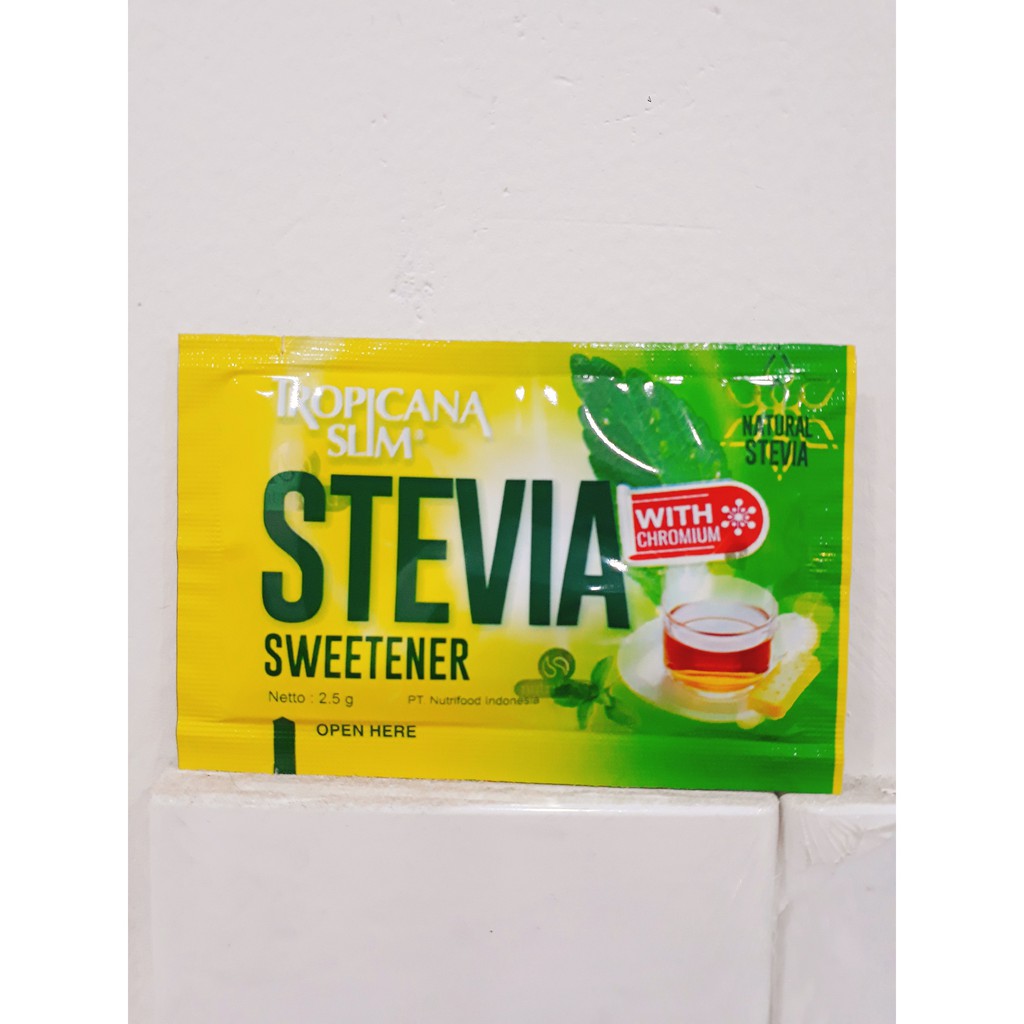 TROPICANA
SLIM®
NATURAL
STEVIA
STEVIA
WITH
CHROMIUM
SWEETENER
Netto : 2.5 g
PT. Nutrifood Indonesia
OPEN HERE